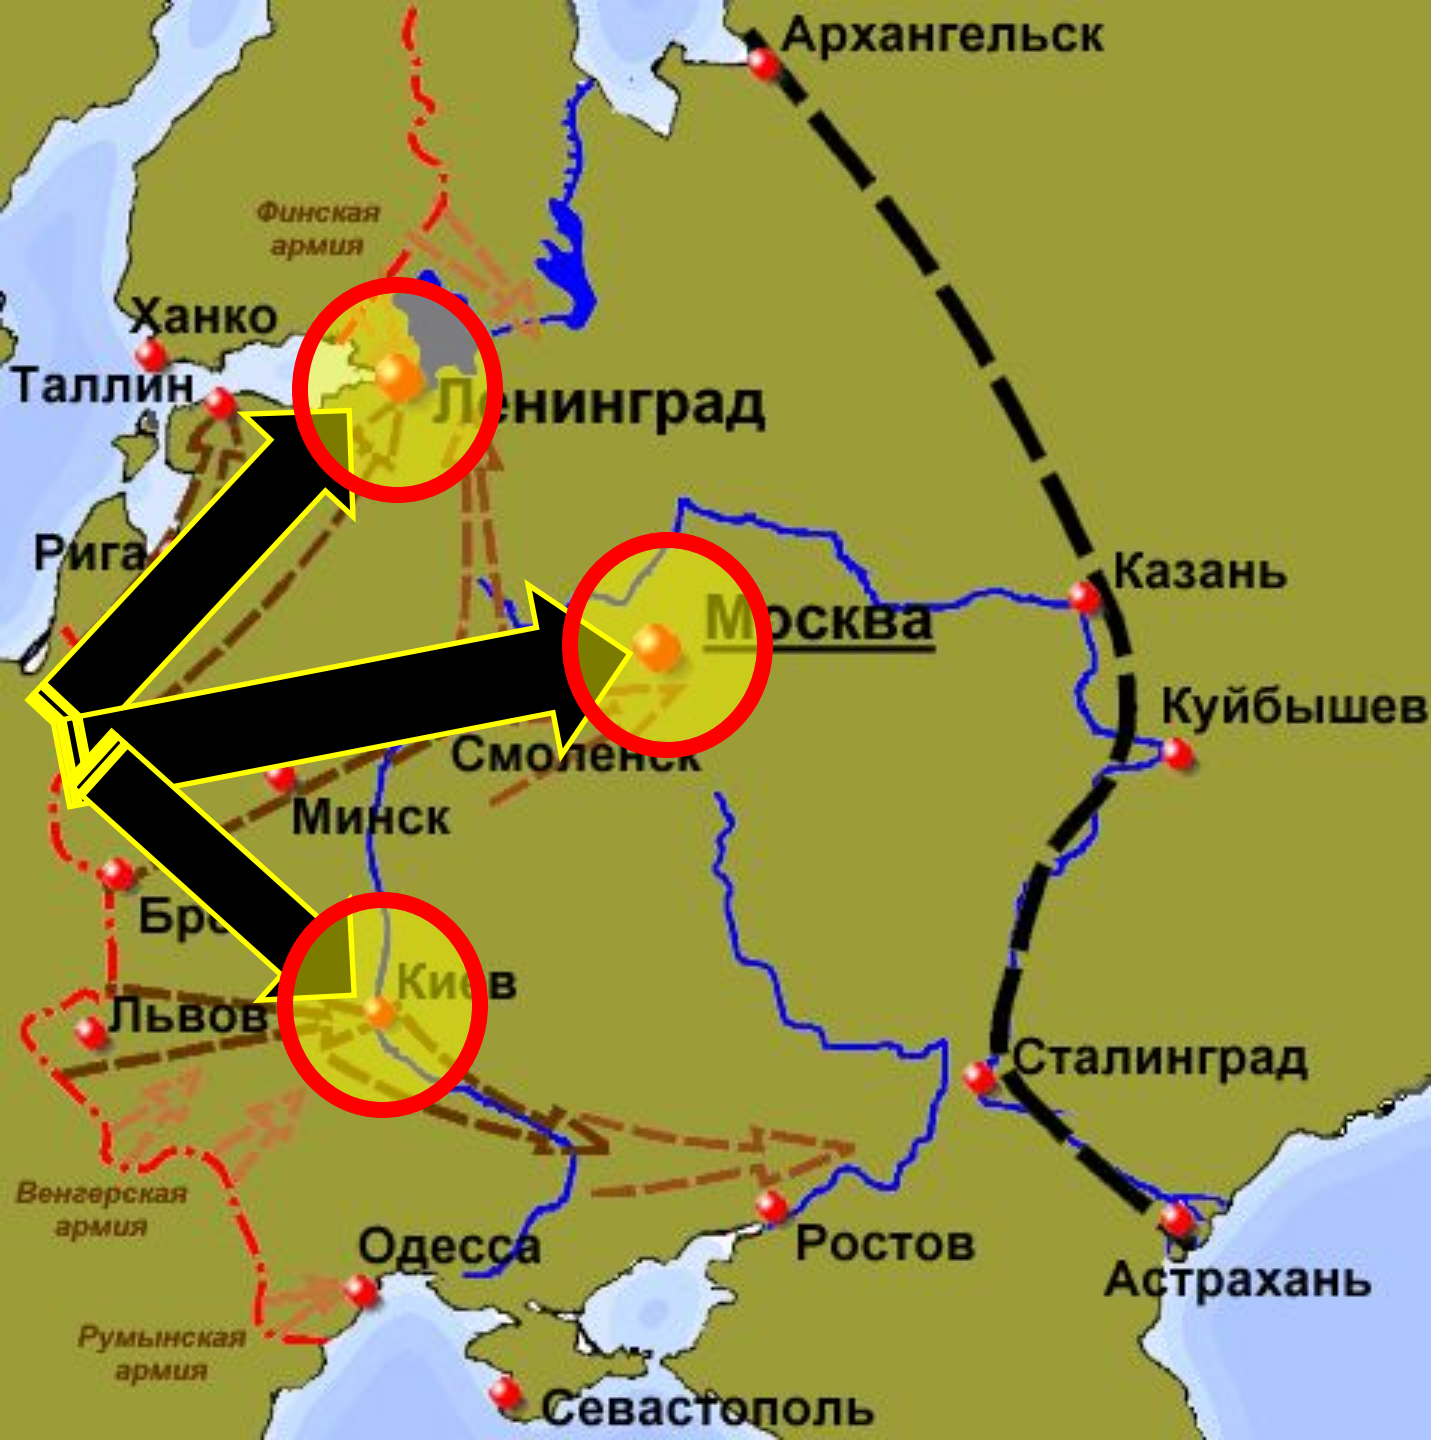 Архангельск
Финская
армия
Ханко
Таллин
Ленинград
Рига
Казань
Москва
Куйбышев
Смоленск
Минск
Бре
Киев
Львов
Сталинград
Венгерская
армия
Одесса
Ростов
Астрахань
Румынская
армия
Севастополь